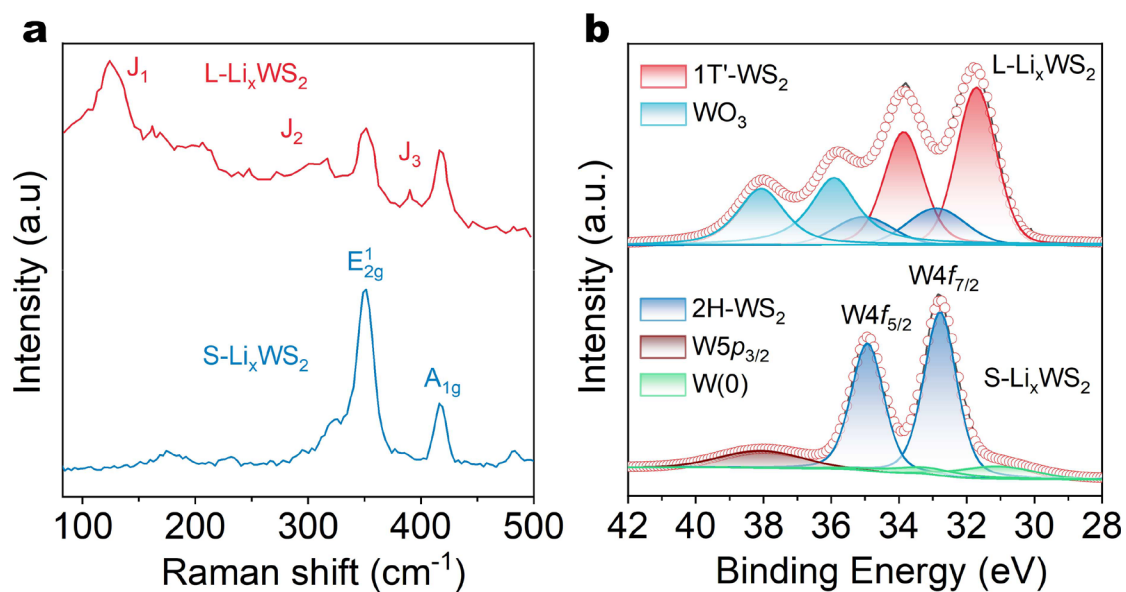 a
Intensity (a.u)
L-LiₓWS₂
J₁
J₂
J₃
E¹₂g
S-LiₓWS₂
A₁g
100
200
300
400
500
Raman shift (cm⁻¹)
b
Intensity (a.u.)
1T'-WS₂
WO₃
L-LiₓWS₂
2H-WS₂
W5p₃/₂
W(0)
W4f₅/₂
W4f₇/₂
S-LiₓWS₂
42
40
38
36
34
32
30
28
Binding Energy (eV)